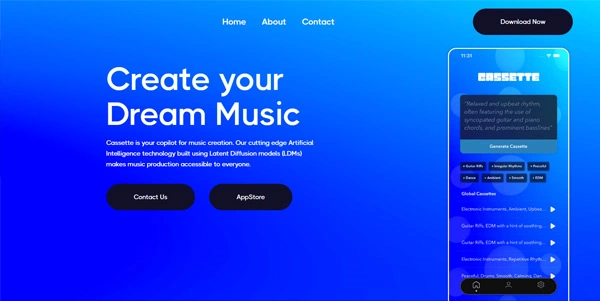 Home About Contact Download Now
Create your
Dream Music
Cassette is your copilot for music creation. Our cutting edge Artificial
Intelligence technology built using Latent Diffusion models (LDMs)
makes music production accessible to everyone.
Contact Us AppStore
11:31
CASSETTE
"Relaxed and upbeat rhythm,
often featuring the use of
syncopated guitar and piano
chords, and prominent basslines"
Generate Cassette
+ Guitar Riffs + Irregular Rhythms + Peaceful
+ Dance + Ambient + Smooth + EDM
Global Cassettes
Electronic Instruments, Ambient, Upbea...
Guitar Riffs, EDM with a hint of soothing...
Guitar Riffs, EDM with a hint of soothing...
Electronic Instruments, Repetitive Rhyth...
Peaceful, Drums, Smooth, Calming, Dan...